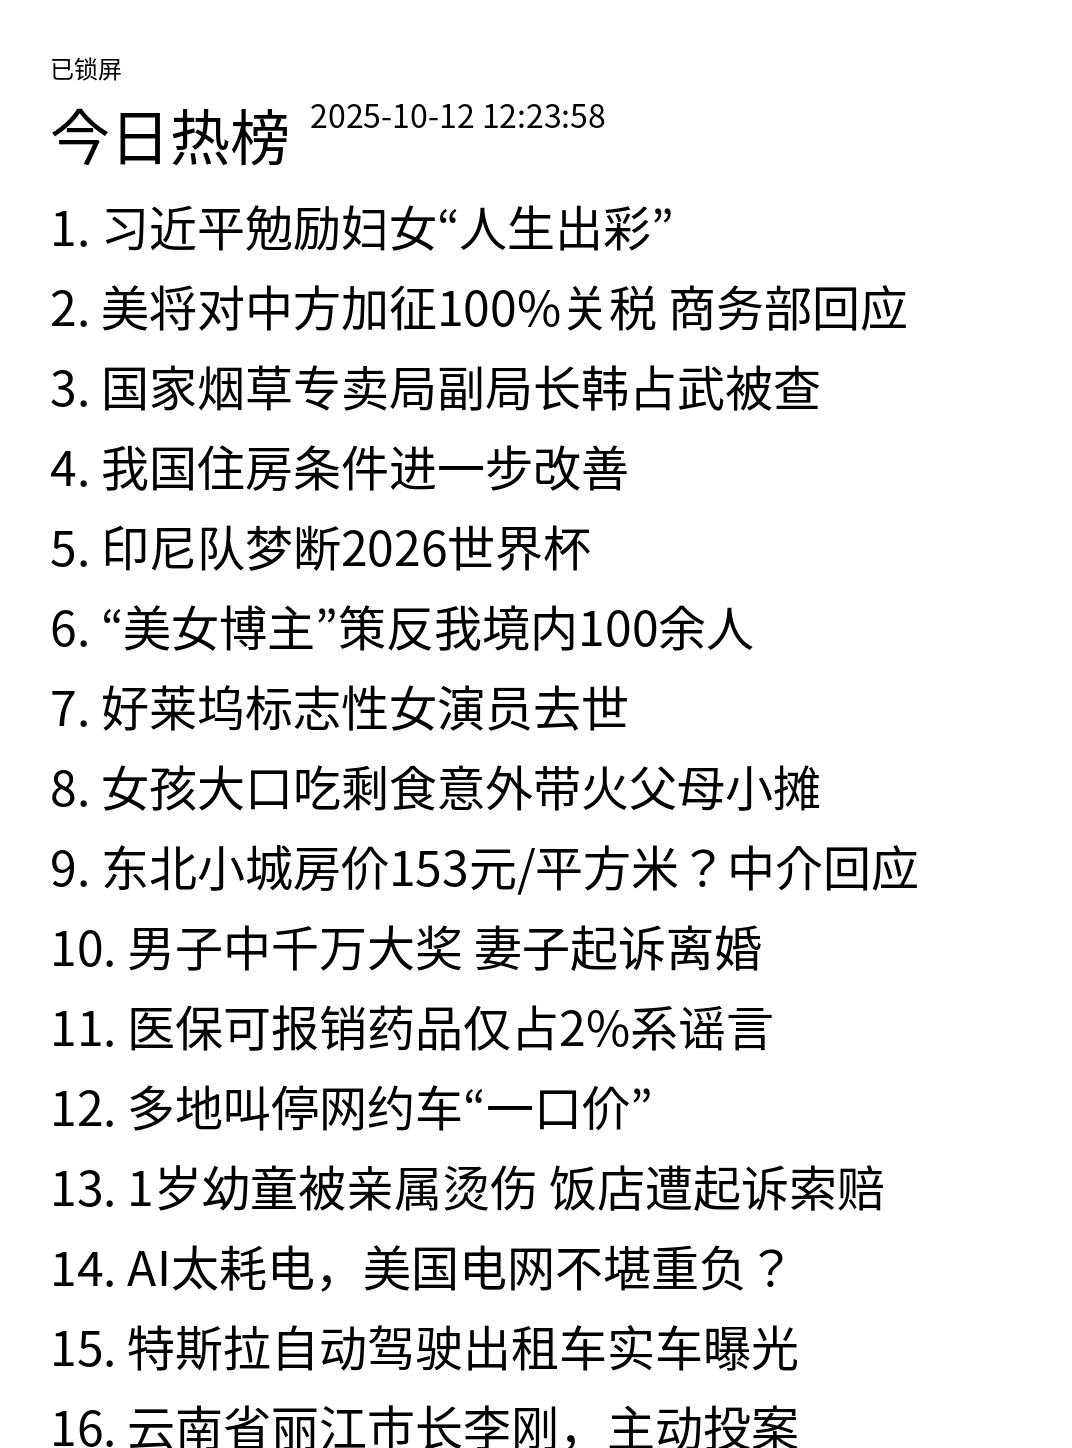 已锁屏
今日热榜 2025-10-12 12:23:58
1. 习近平勉励妇女“人生出彩”
2. 美将对中方加征100%关税 商务部回应
3. 国家烟草专卖局副局长韩占武被查
4. 我国住房条件进一步改善
5. 印尼队梦断2026世界杯
6. “美女博主”策反我境内100余人
7. 好莱坞标志性女演员去世
8. 女孩大口吃剩食意外带火父母小摊
9. 东北小城房价153元/平方米？中介回应
10. 男子中千万大奖 妻子起诉离婚
11. 医保可报销药品仅占2%系谣言
12. 多地叫停网约车“一口价”
13. 1岁幼童被亲属烫伤 饭店遭起诉索赔
14. AI太耗电，美国电网不堪重负？
15. 特斯拉自动驾驶出租车实车曝光
16. 云南省丽江市长李刚，主动投案